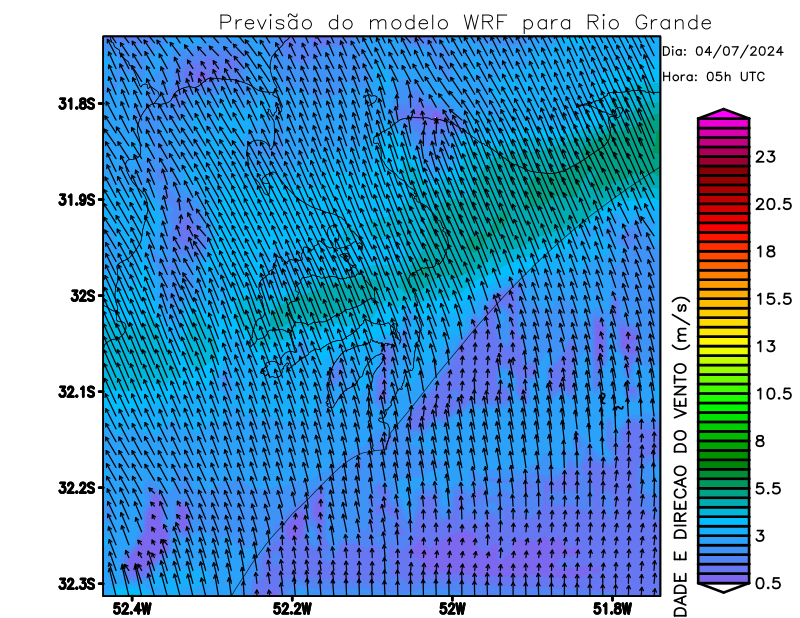 Previsão do modelo WRF para Rio Grande
Dia: 04/07/2024
Hora: 05h UTC
31.8S
31.9S
32S
32.1S
32.2S
32.3S
52.4W
52.2W
52W
51.8W
23
20.5
18
15.5
13
10.5
8
5.5
3
0.5
DADE E DIRECAO DO VENTO (m/s)